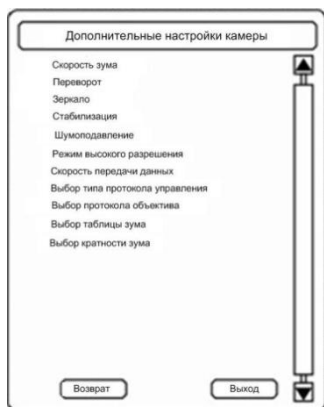 Дополнительные настройки камеры
Скорость зума
Переворот
Зеркало
Стабилизация
Шумоподавление
Режим высокого разрешения
Скорость передачи данных
Выбор типа протокола управления
Выбор протокола объектива
Выбор таблицы зума
Выбор кратности зума
Возврат
Выход